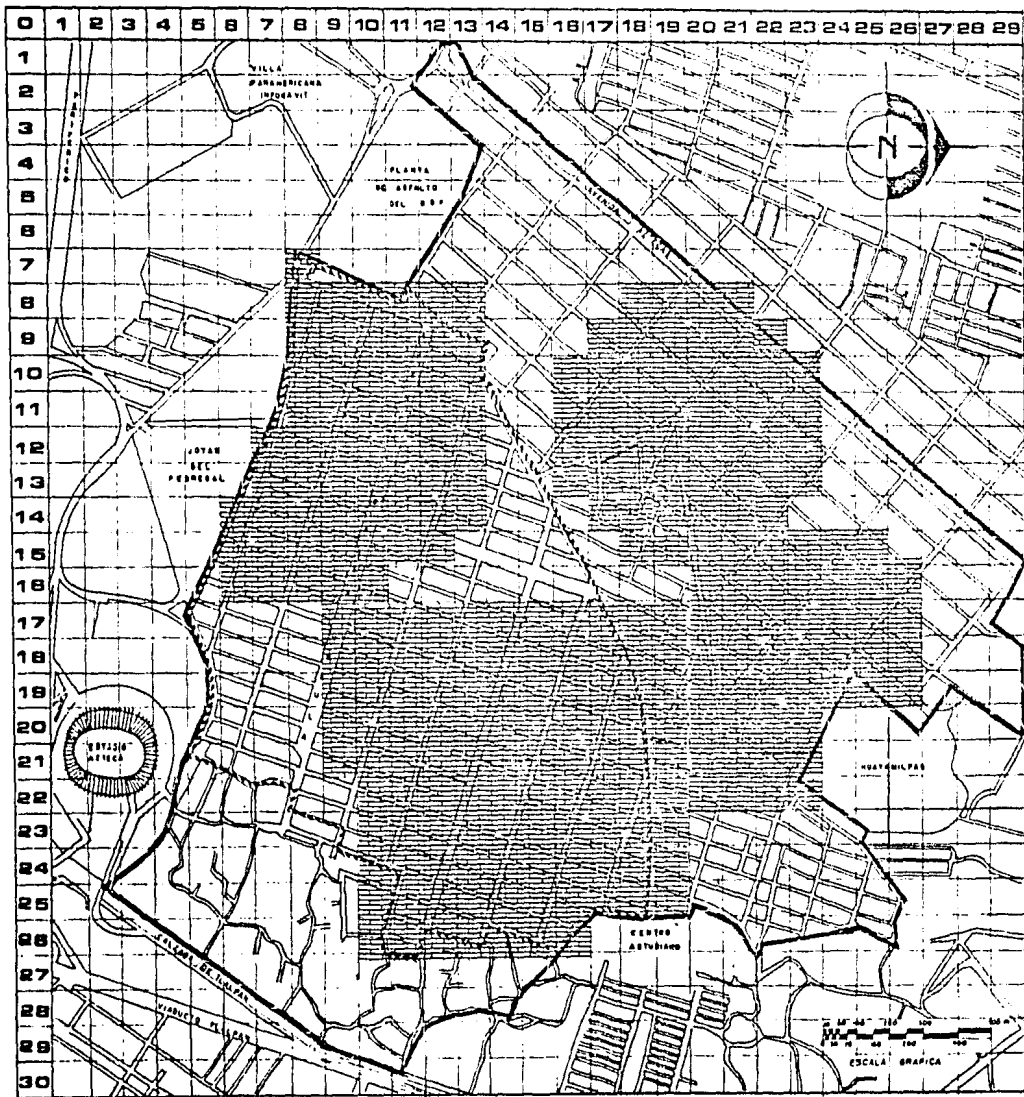 0 1 2 3 4 5 6 7 8 9 10 11 12 13 14 15 16 17 18 19 20 21 22 23 24 25 26 27 28 29
1
2
3
4
5
6
7
8
9
10
11
12
13
14
15
16
17
18
19
20
21
22
23
24
25
26
27
28
29
30
VILLA
PANAMERICANA
INFONAVIT
PERIFERICO
PLANTA
DE ASFALTO
DEL D D F
AVENIDA
N
JOYAS
DEL
PEDREGAL
ESTADIO
AZTECA
HUAYAMILPAS
CENTRO
ASTURIANO
CALZADA DE TLALPAN
VIADUCTO TLALPAN
ESCALA GRAFICA